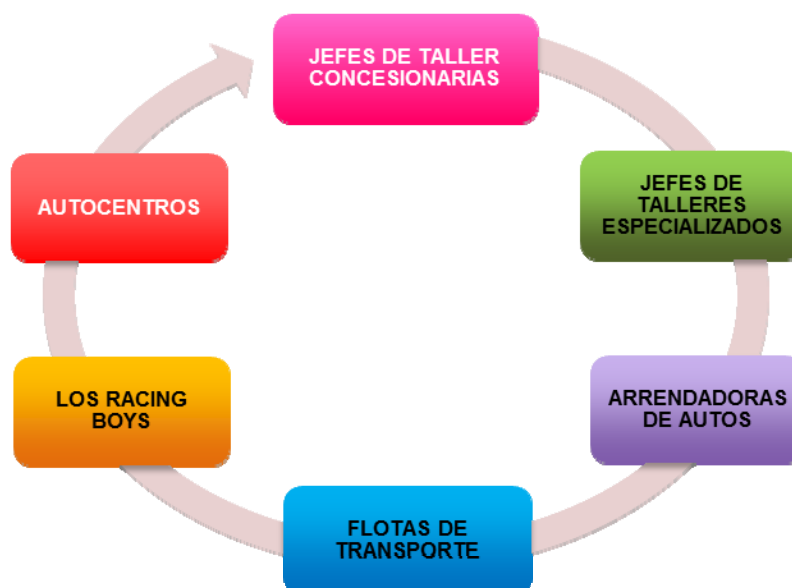 JEFES DE TALLER
CONCESIONARIAS
JEFES DE
TALLERES
ESPECIALIZADOS
ARRENDADORAS
DE AUTOS
FLOTAS DE
TRANSPORTE
LOS RACING
BOYS
AUTOCENTROS